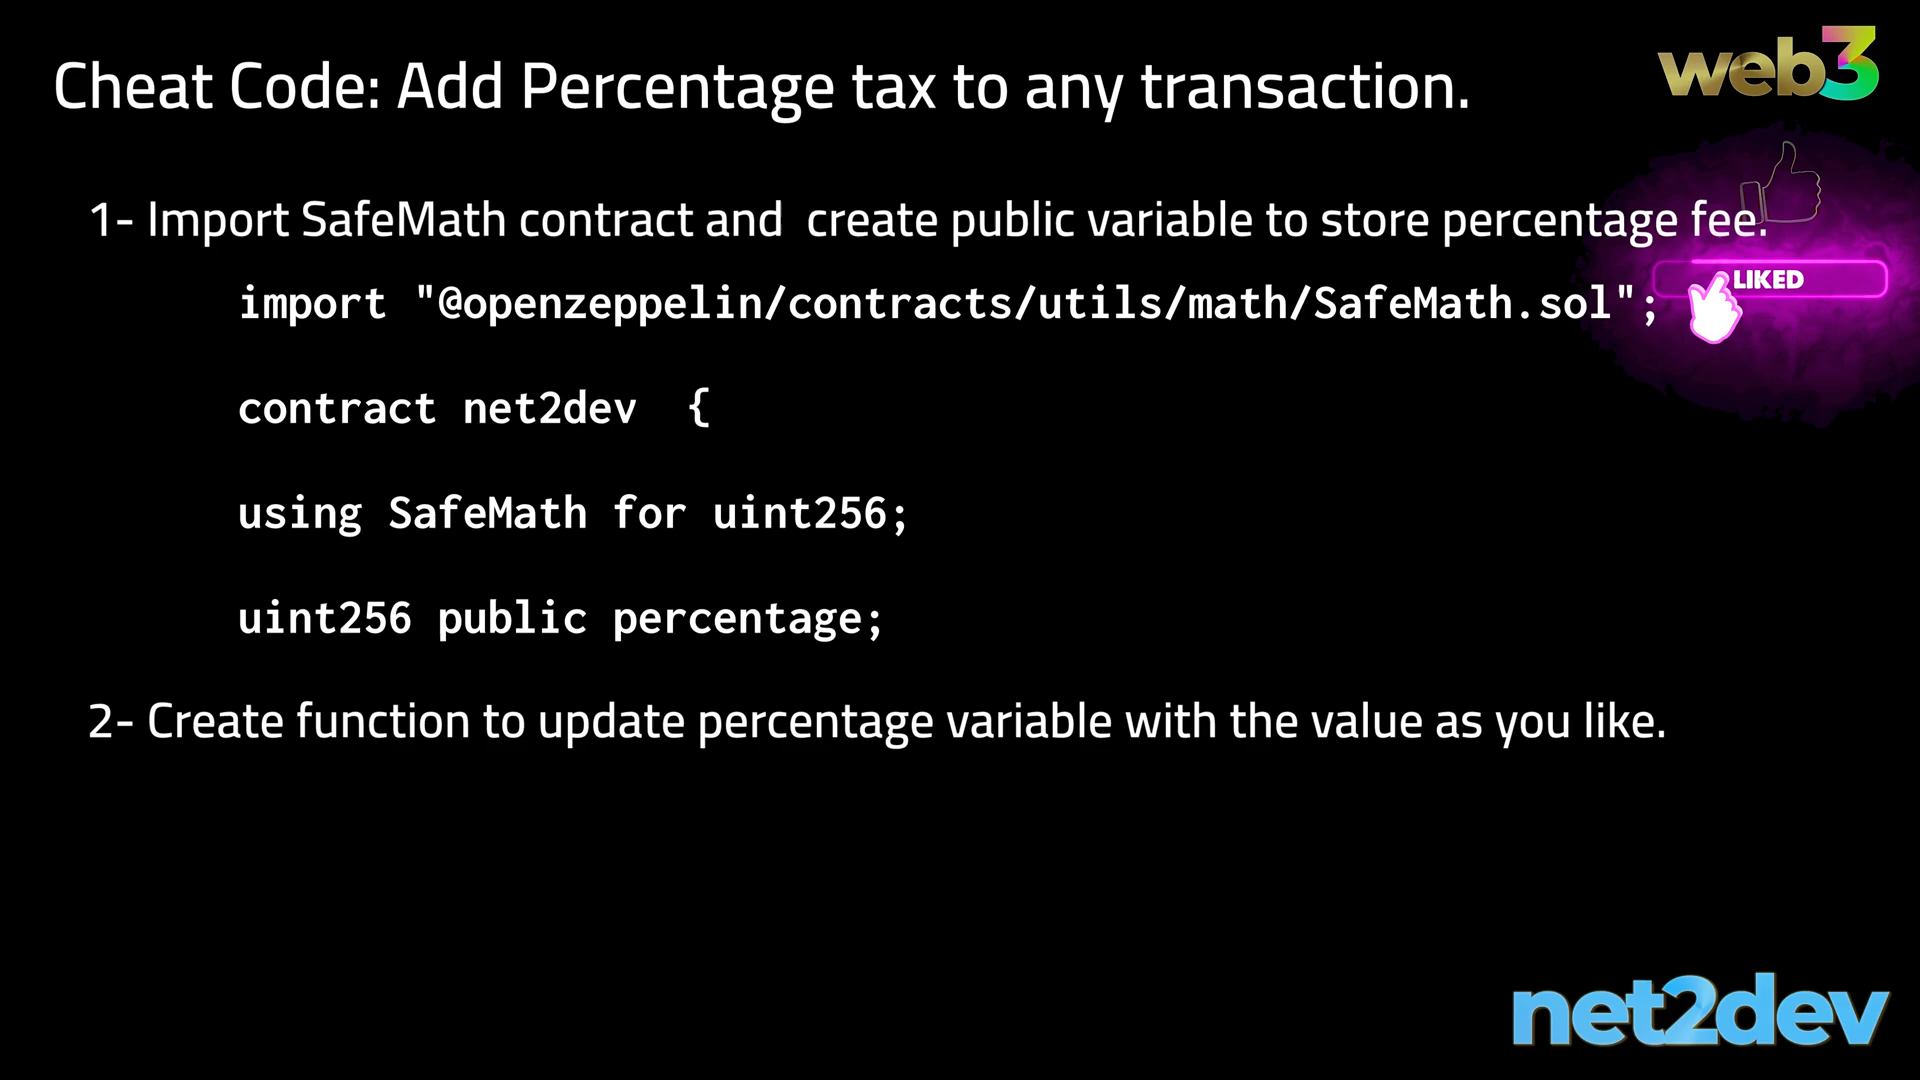 Cheat Code: Add Percentage tax to any transaction.
web3
1- Import SafeMath contract and create public variable to store percentage fee.
LIKED
import "@openzeppelin/contracts/utils/math/SafeMath.sol";
contract net2dev {
using SafeMath for uint256;
uint256 public percentage;
2- Create function to update percentage variable with the value as you like.
net2dev